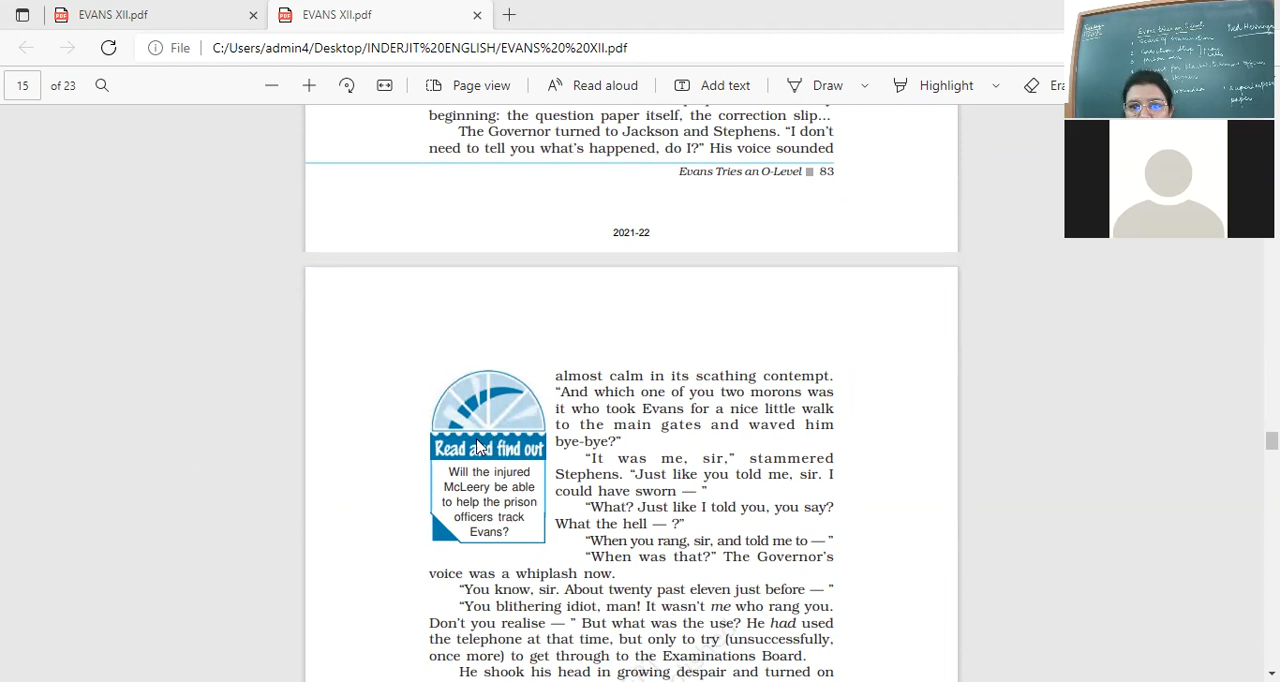 EVANS XII.pdf
EVANS XII.pdf
File
C:/Users/admin4/Desktop/INDERJIT%20ENGLISH/EVANS%20%20XII.pdf
15 of 23
Page view
Read aloud
Add text
Draw
Highlight
Era
beginning: the question paper itself, the correction slip...
The Governor turned to Jackson and Stephens. “I don’t
need to tell you what’s happened, do I?” His voice sounded
Evans Tries an O-Level 83
2021-22
almost calm in its scathing contempt.
“And which one of you two morons was
it who took Evans for a nice little walk
to the main gates and waved him
bye-bye?”
“It was me, sir,” stammered
Stephens. “Just like you told me, sir. I
could have sworn — ”
“What? Just like I told you, you say?
What the hell — ?”
“When you rang, sir, and told me to — ”
“When was that?” The Governor’s
voice was a whiplash now.
“You know, sir. About twenty past eleven just before — ”
“You blithering idiot, man! It wasn’t me who rang you.
Don’t you realise — ” But what was the use? He had used
the telephone at that time, but only to try (unsuccessfully,
once more) to get through to the Examinations Board.
He shook his head in growing despair and turned on
Read and find out
Will the injured
McLeery be able
to help the prison
officers track
Evans?